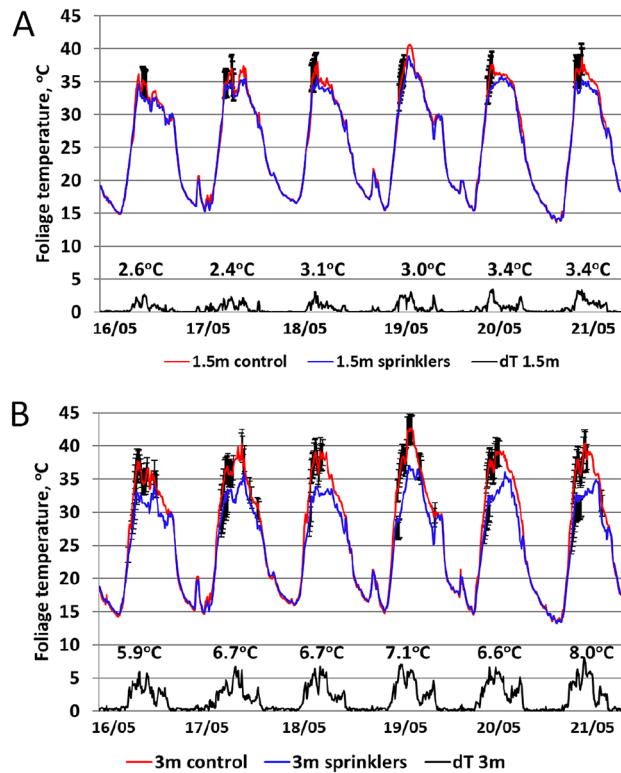 A
Foliage temperature, °C
45
40
35
30
25
20
15
10
5
0
2.6°C 2.4°C 3.1°C 3.0°C 3.4°C 3.4°C
16/05 17/05 18/05 19/05 20/05 21/05
1.5m control 1.5m sprinklers dT 1.5m
B
Foliage temperature, °C
45
40
35
30
25
20
15
10
5
0
5.9°C 6.7°C 6.7°C 7.1°C 6.6°C 8.0°C
16/05 17/05 18/05 19/05 20/05 21/05
3m control 3m sprinklers dT 3m